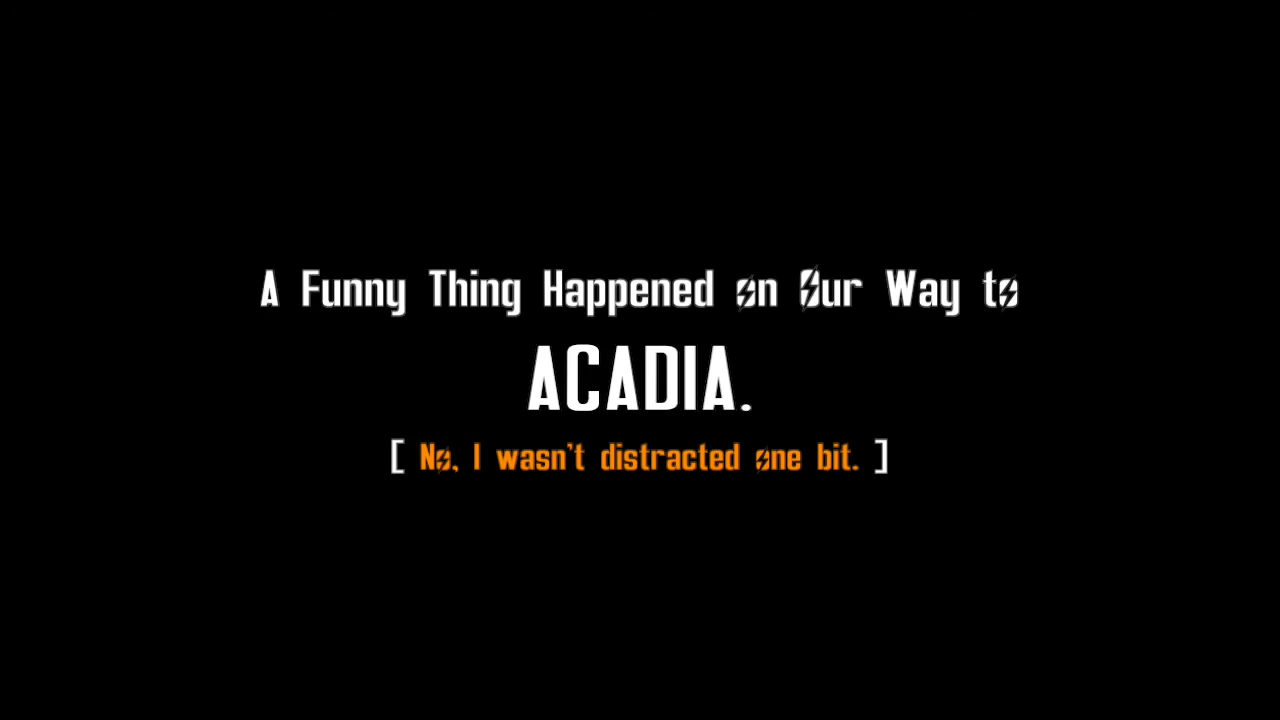 A Funny Thing Happened on Our Way to
ACADIA.
[ No, I wasn't distracted one bit. ]